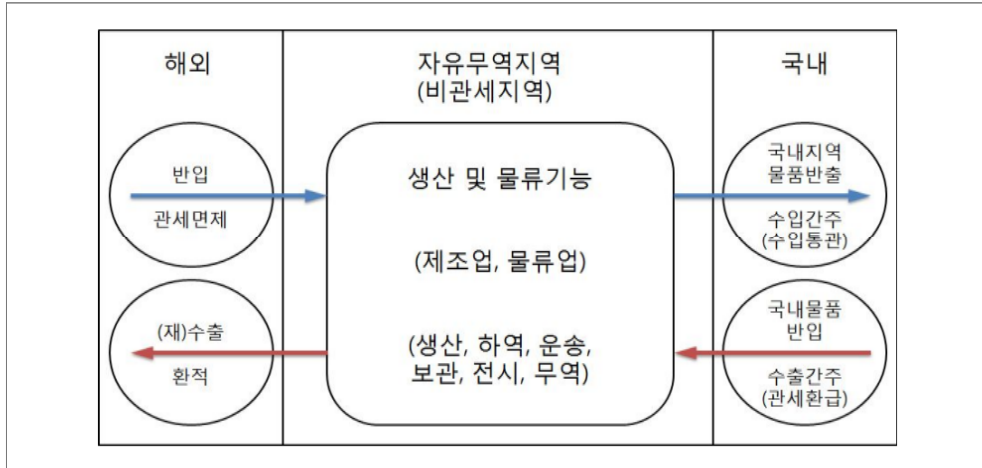 해외
반입
관세면제
(재)수출
환적
자유무역지역
(비관세지역)
생산 및 물류기능
(제조업, 물류업)
(생산, 하역, 운송,
보관, 전시, 무역)
국내
국내지역
물품반출
수입간주
(수입통관)
국내물품
반입
수출간주
(관세환급)